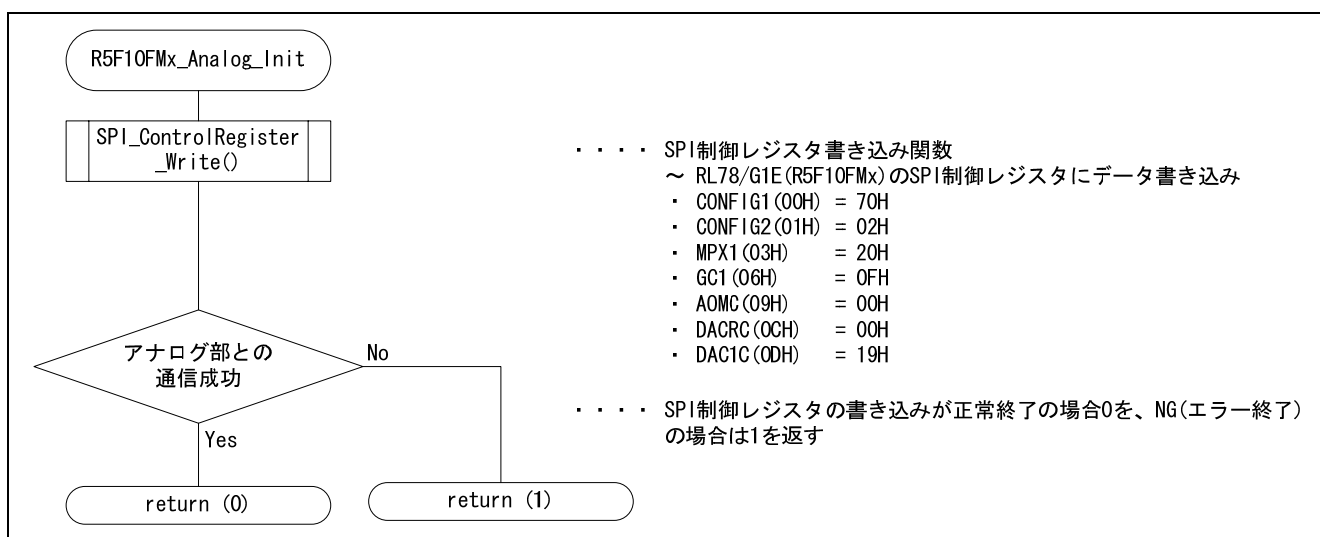 R5F10FMx_Analog_Init
SPI_ControlRegister
_Write()
・・・・ SPI制御レジスタ書き込み関数
～ RL78/G1E(R5F10FMx)のSPI制御レジスタにデータ書き込み
・ CONFIG1(00H) = 70H
・ CONFIG2(01H) = 02H
・ MPX1(03H) = 20H
・ GC1(06H) = 0FH
・ AOMC(09H) = 00H
・ DACRC(0CH) = 00H
・ DAC1C(0DH) = 19H
アナログ部との
通信成功
No
Yes
・・・・ SPI制御レジスタの書き込みが正常終了の場合0を、NG(エラー終了)
の場合は1を返す
return (0)
return (1)